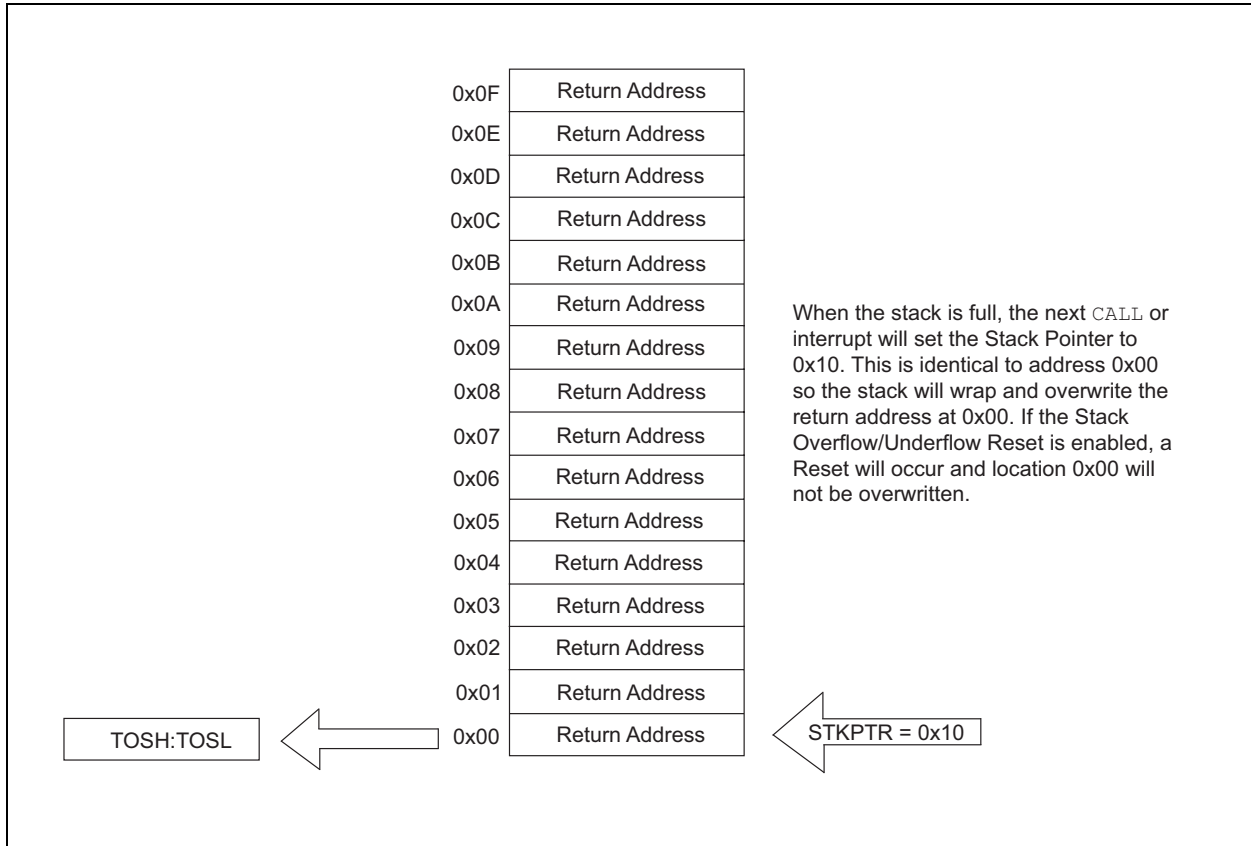 0x0F Return Address
0x0E Return Address
0x0D Return Address
0x0C Return Address
0x0B Return Address
0x0A Return Address
0x09 Return Address
0x08 Return Address
0x07 Return Address
0x06 Return Address
0x05 Return Address
0x04 Return Address
0x03 Return Address
0x02 Return Address
0x01 Return Address
TOSH:TOSL 0x00 Return Address STKPTR = 0x10
When the stack is full, the next CALL or
interrupt will set the Stack Pointer to
0x10. This is identical to address 0x00
so the stack will wrap and overwrite the
return address at 0x00. If the Stack
Overflow/Underflow Reset is enabled, a
Reset will occur and location 0x00 will
not be overwritten.